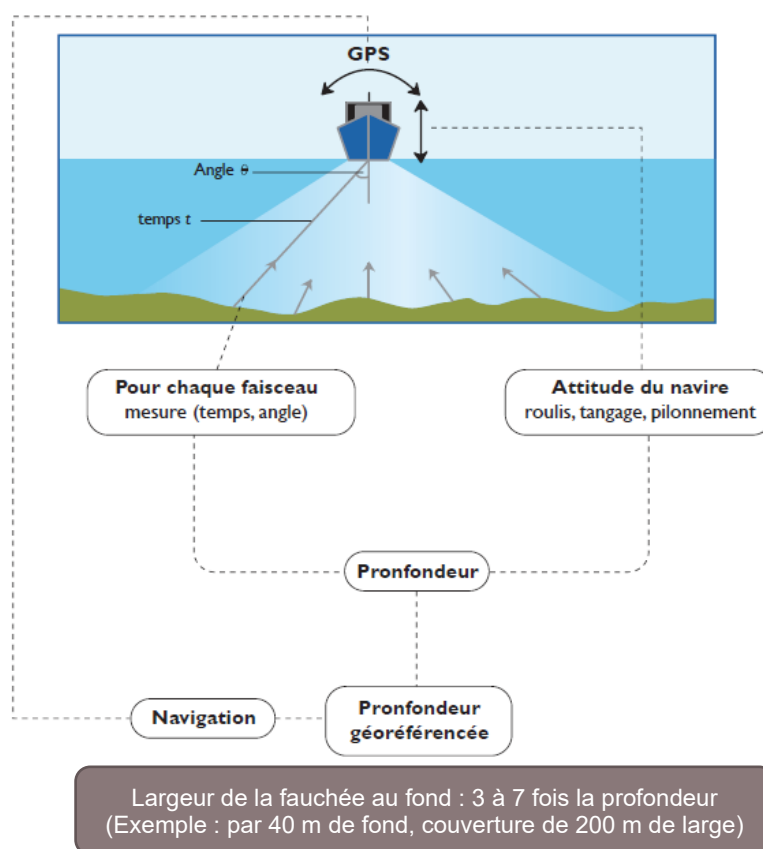 GPS
Angle θ
temps t
Pour chaque faisceau
mesure (temps, angle)
Attitude du navire
roulis, tangage, pilonnement
Pronfondeur
Navigation
Pronfondeur
géoréférencée
Largeur de la fauchée au fond : 3 à 7 fois la profondeur
(Exemple : par 40 m de fond, couverture de 200 m de large)